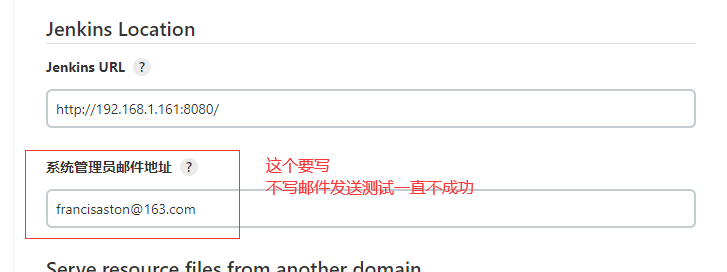 Jenkins Location
Jenkins URL ?
http://192.168.1.161:8080/
系统管理员邮件地址 ?
这个要写
不写邮件发送测试一直不成功
francisaston@163.com
Serve resource files from another domain